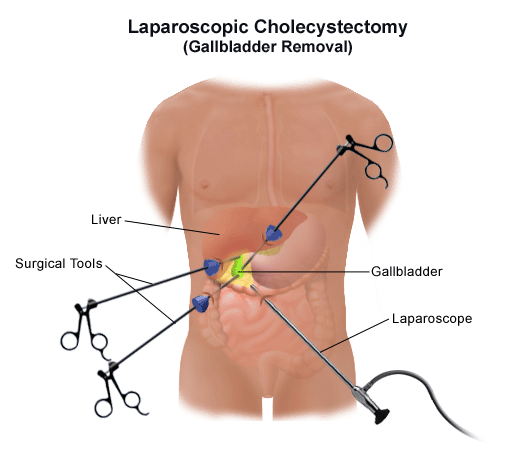 Laparoscopic Cholecystectomy
(Gallbladder Removal)
Liver
Surgical Tools
Gallbladder
Laparoscope